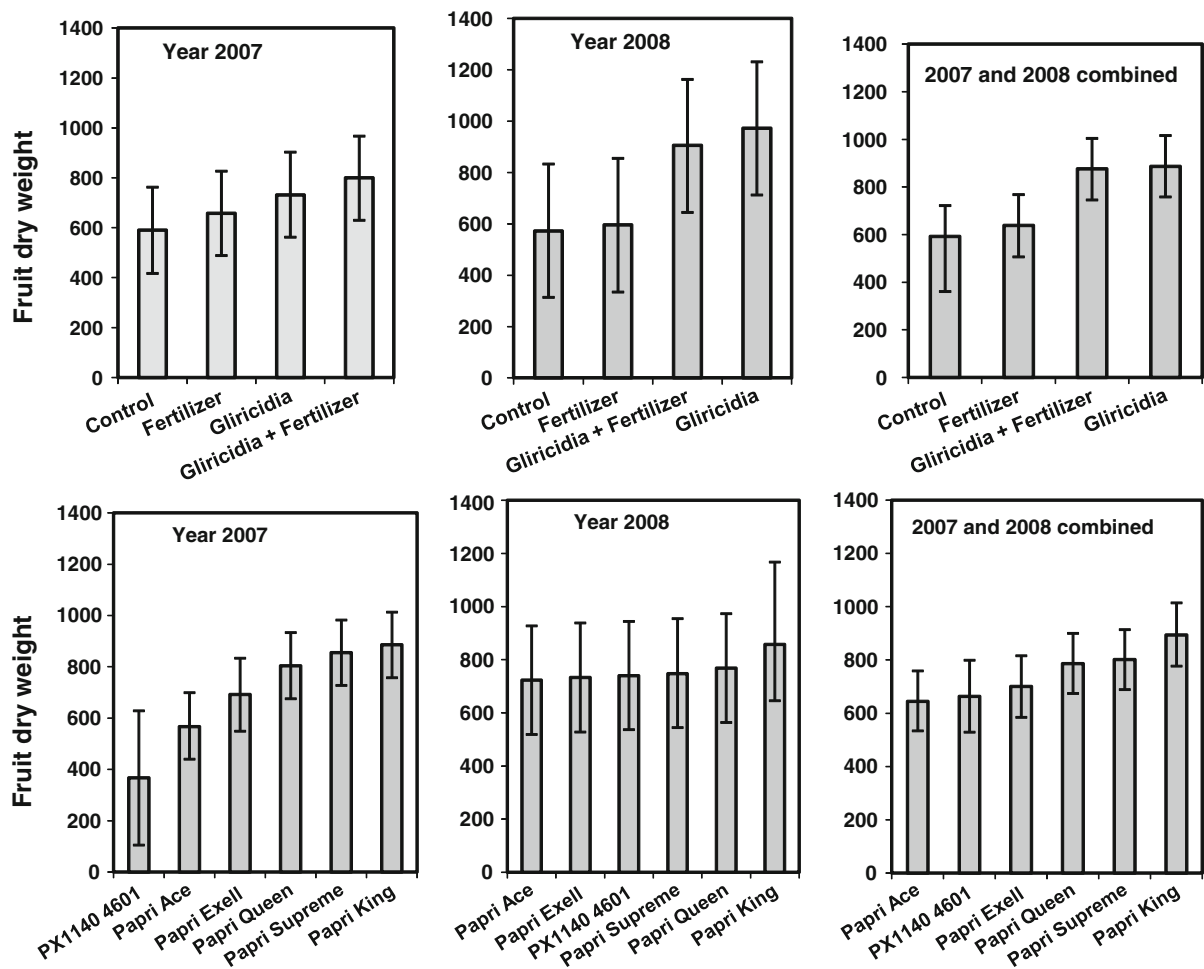 Fruit dry weight
1400
1200
1000
800
600
400
200
0
Year 2007
Control
Fertilizer
Gliricidia
Gliricidia + Fertilizer
1400
1200
1000
800
600
400
200
0
Year 2008
Control
Fertilizer
Gliricidia + Fertilizer
Gliricidia
1400
1200
1000
800
600
400
200
0
2007 and 2008 combined
Control
Fertilizer
Gliricidia + Fertilizer
Gliricidia
Fruit dry weight
1400
1200
1000
800
600
400
200
0
Year 2007
PX1140 4601
Papri Ace
Papri Exell
Papri Queen
Papri Supreme
Papri King
1400
1200
1000
800
600
400
200
0
Year 2008
Papri Ace
Papri Exell
PX1140 4601
Papri Supreme
Papri Queen
Papri King
1400
1200
1000
800
600
400
200
0
2007 and 2008 combined
Papri Ace
PX1140 4601
Papri Exell
Papri Queen
Papri Supreme
Papri King